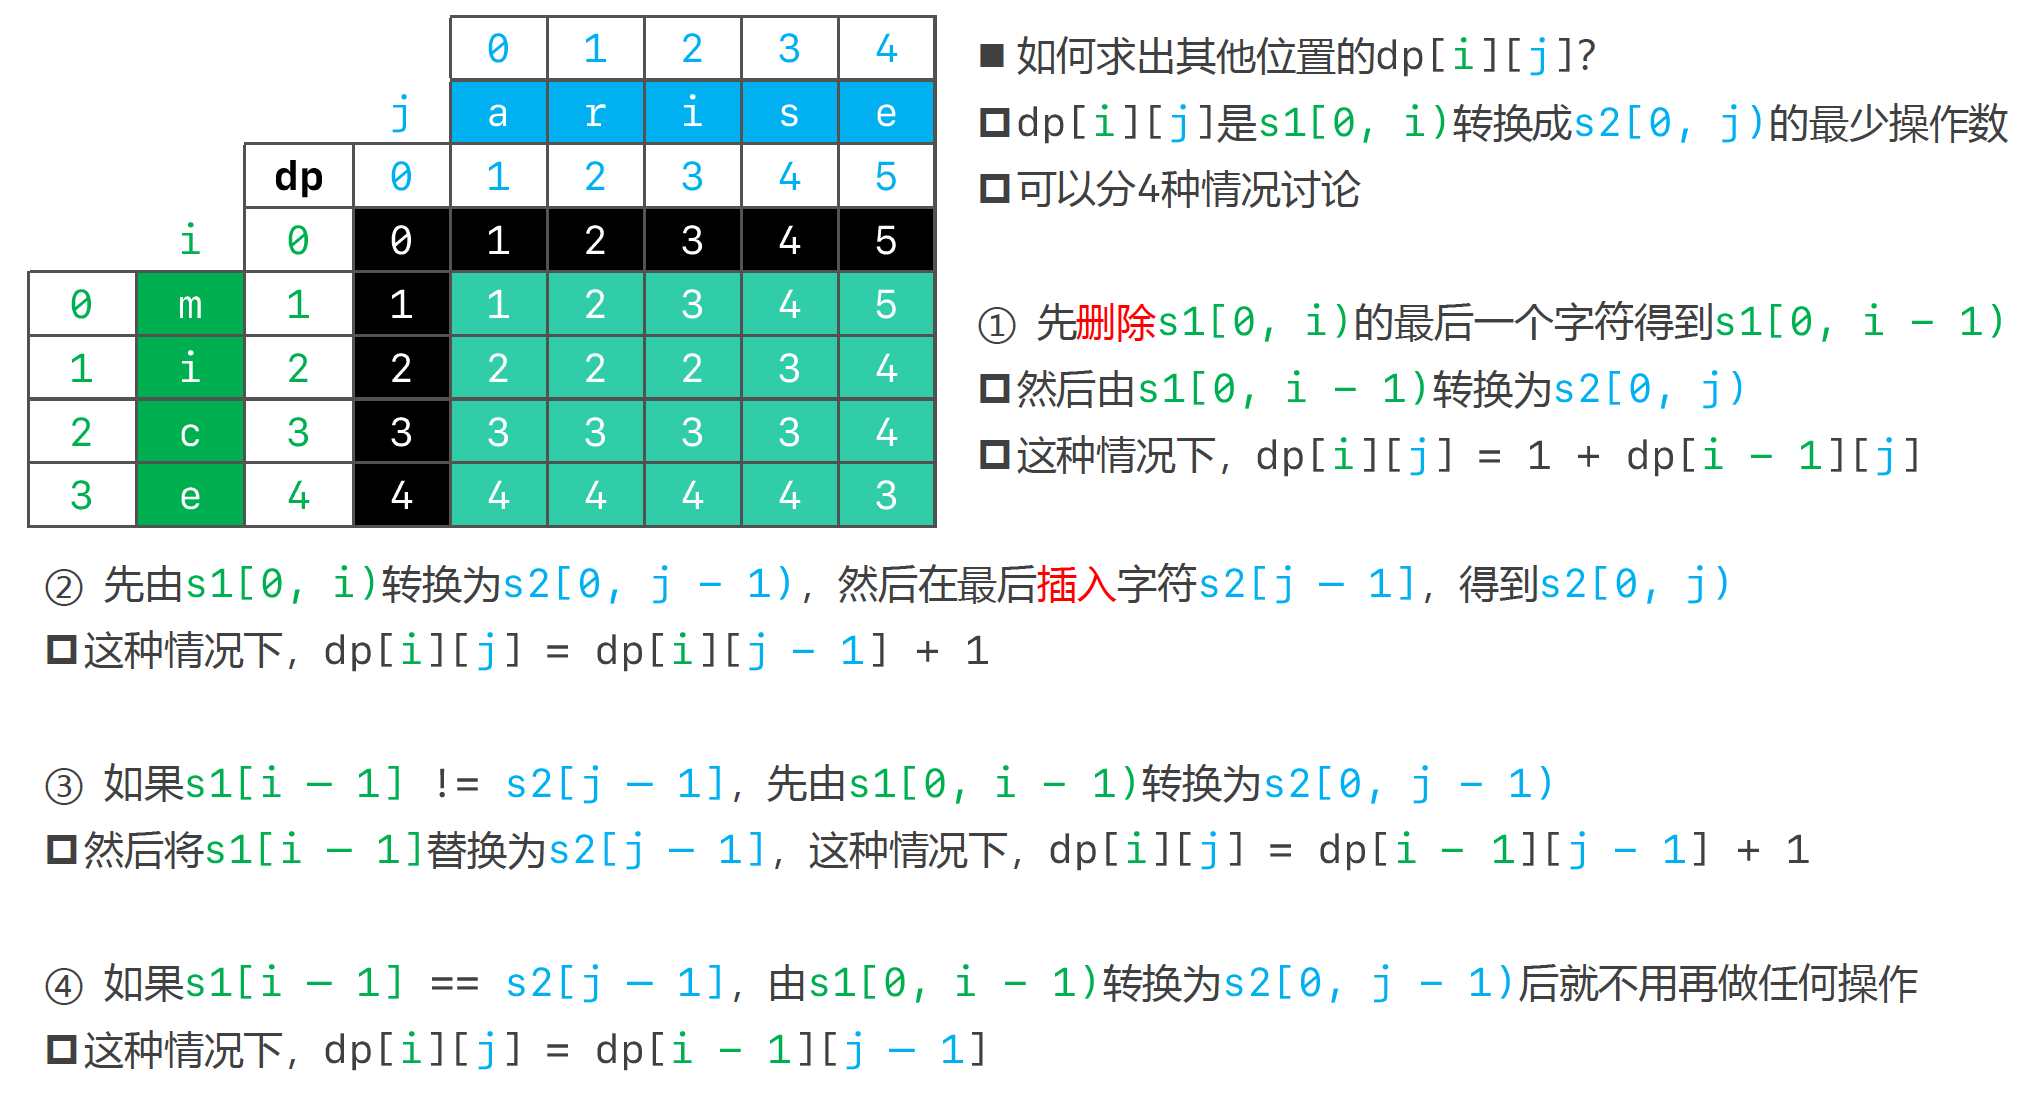 0 1 2 3 4
j a r i s e
dp 0 1 2 3 4 5
i 0 0 1 2 3 4 5
0 m 1 1 1 2 3 4 5
1 i 2 2 2 2 2 3 4
2 c 3 3 3 3 3 3 4
3 e 4 4 4 4 4 4 3
如何求出其他位置的dp[i][j]?
dp[i][j]是s1[0, i)转换成s2[0, j)的最少操作数
可以分4种情况讨论
① 先删除s1[0, i)的最后一个字符得到s1[0, i – 1)
然后由s1[0, i – 1)转换为s2[0, j)
这种情况下，dp[i][j] = 1 + dp[i – 1][j]
② 先由s1[0, i)转换为s2[0, j – 1)，然后在最后插入字符s2[j – 1]，得到s2[0, j)
这种情况下，dp[i][j] = dp[i][j – 1] + 1
③ 如果s1[i – 1] != s2[j – 1]，先由s1[0, i – 1)转换为s2[0, j – 1)
然后将s1[i – 1]替换为s2[j – 1]，这种情况下，dp[i][j] = dp[i – 1][j – 1] + 1
④ 如果s1[i – 1] == s2[j – 1]，由s1[0, i – 1)转换为s2[0, j – 1)后就不用再做任何操作
这种情况下，dp[i][j] = dp[i – 1][j – 1]